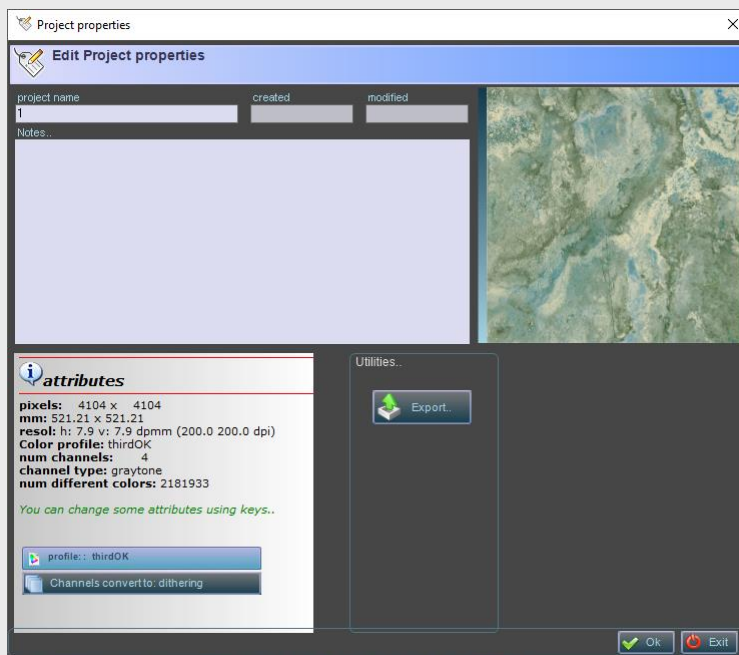 Project properties
Edit Project properties
project name created modified
1
Notes..
attributes
pixels: 4104 x 4104
mm: 521.21 x 521.21
resol: h: 7.9 v: 7.9 dpmm (200.0 200.0 dpi)
Color profile: thirdOK
num channels: 4
channel type: graytone
num different colors: 2181933
You can change some attributes using keys..
profile:: thirdOK
Channels convert to: dithering
Utilities..
Export..
Ok Exit